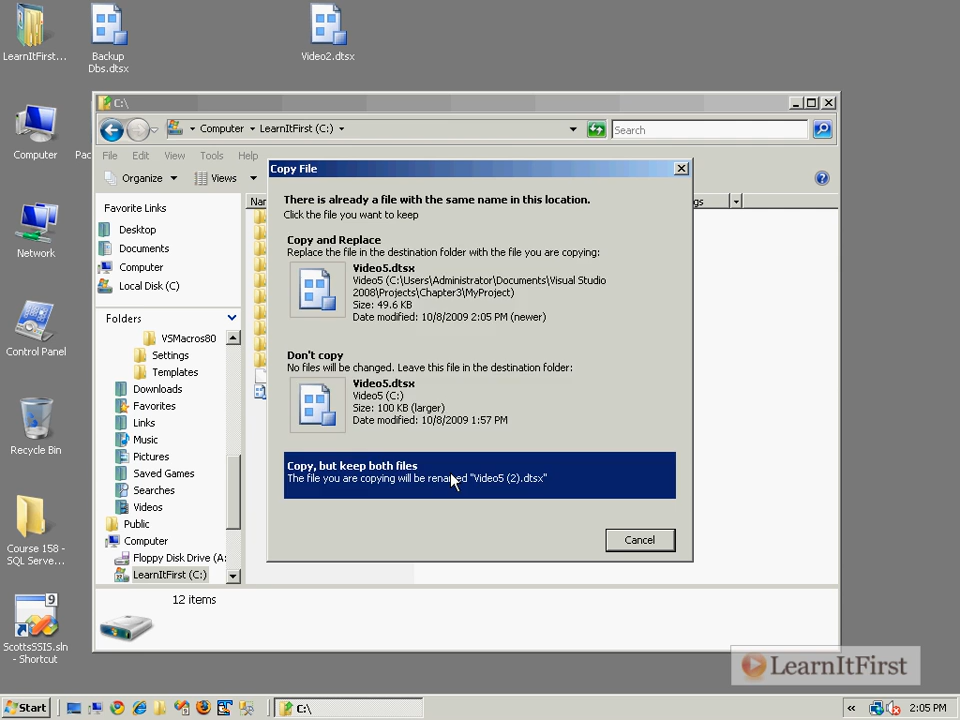 LearnItFirst...
Backup
Dbs.dtsx
Video2.dtsx
Computer
Network
Control Panel
Recycle Bin
Course 158 -
SQL Serve...
9
ScottsSSIS.sln
- Shortcut
C:\
Computer
LearnItFirst (C:)
Search
File Edit View Tools Help
Organize
Views
?
Favorite Links
Desktop
Documents
Computer
Local Disk (C)
Folders
VSMacros80
Settings
Templates
Downloads
Favorites
Links
Music
Pictures
Saved Games
Searches
Videos
Public
Computer
Floppy Disk Drive (A:
LearnItFirst (C:)
12 items
Copy File
There is already a file with the same name in this location.
Click the file you want to keep
Copy and Replace
Replace the file in the destination folder with the file you are copying:
Video5.dtsx
Video5 (C:\Users\Administrator\Documents\Visual Studio
2008\Projects\Chapter3\MyProject)
Size: 49.6 KB
Date modified: 10/8/2009 2:05 PM (newer)
Don't copy
No files will be changed. Leave this file in the destination folder:
Video5.dtsx
Video5 (C:)
Size: 100 KB (larger)
Date modified: 10/8/2009 1:57 PM
Copy, but keep both files
The file you are copying will be renamed "Video5 (2).dtsx"
Cancel
LearnItFirst
Start
C:\
2:05 PM